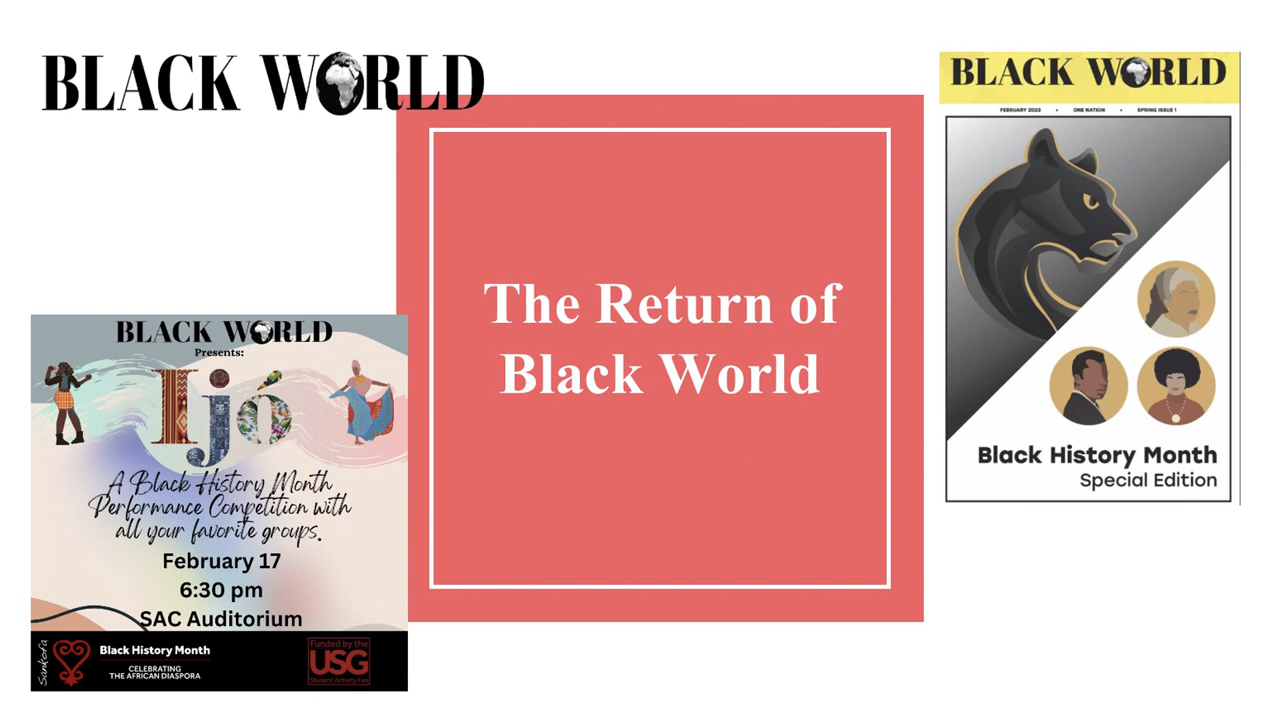 BLACK WORLD
The Return of
Black World
BLACK WORLD
Presents:
Ijó
A Black History Month
Performance Competition with
all your favorite groups.
February 17
6:30 pm
SAC Auditorium
Sankofa
Black History Month
CELEBRATING
THE AFRICAN DIASPORA
Funded by the
USG
Student Activity Fee
BLACK WORLD
FEBRUARY 2023 • ONE NATION • SPRING ISSUE 1
Black History Month
Special Edition